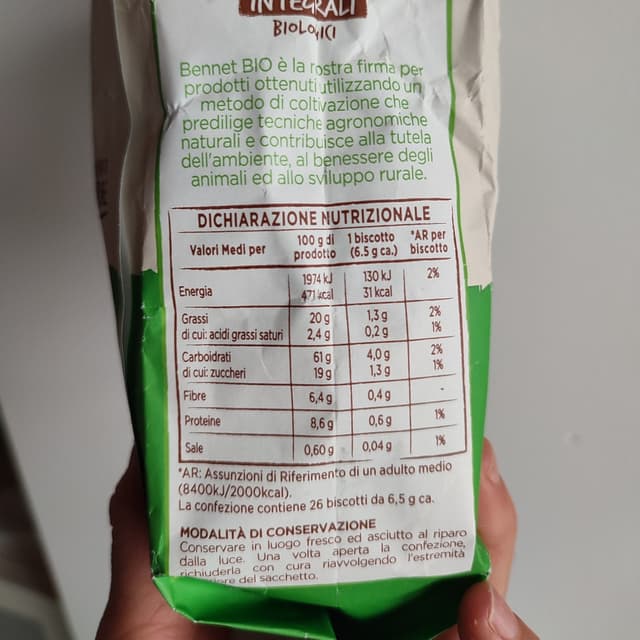 INTEGRALI
BIOLOGICI
Bennet BIO è la nostra firma per
prodotti ottenuti utilizzando un
metodo di coltivazione che
predilige tecniche agronomiche
naturali e contribuisce alla tutela
dell'ambiente, al benessere degli
animali ed allo sviluppo rurale.
DICHIARAZIONE NUTRIZIONALE
Valori Medi per 100 g di prodotto 1 biscotto (6.5 g ca.) *AR per biscotto
Energia 1974 kJ 130 kJ 2%
471 kcal 31 kcal
Grassi 20 g 1,3 g 2%
di cui: acidi grassi saturi 2,4 g 0,2 g 1%
Carboidrati 61 g 4,0 g 2%
di cui: zuccheri 19 g 1,3 g 1%
Fibre 6,4 g 0,4 g -
Proteine 8,6 g 0,6 g 1%
Sale 0,60 g 0,04 g 1%
*AR: Assunzioni di Riferimento di un adulto medio
(8400kJ/2000kcal).
La confezione contiene 26 biscotti da 6,5 g ca.
MODALITÀ DI CONSERVAZIONE
Conservare in luogo fresco ed asciutto al riparo
dalla luce. Una volta aperta la confezione,
richiuderla con cura riavvolgendo l'estremità
del sacchetto.